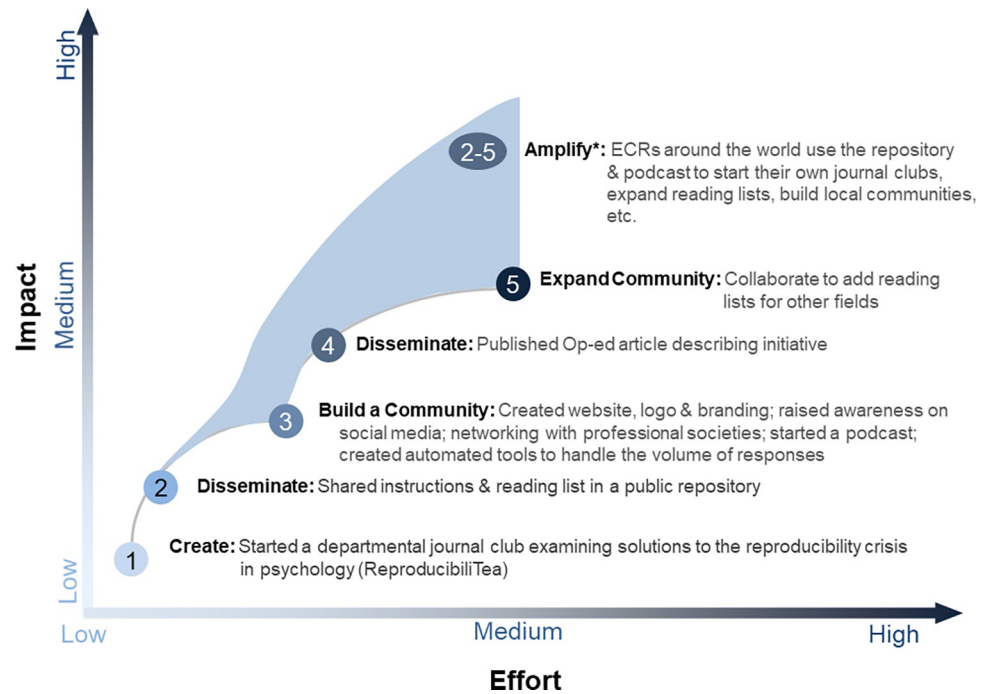 High
2-5
Amplify*: ECRs around the world use the repository
& podcast to start their own journal clubs,
expand reading lists, build local communities,
etc.
Impact
Medium
5
Expand Community: Collaborate to add reading
lists for other fields
4
Disseminate: Published Op-ed article describing initiative
3
Build a Community: Created website, logo & branding; raised awareness on
social media; networking with professional societies; started a podcast;
created automated tools to handle the volume of responses
2
Disseminate: Shared instructions & reading list in a public repository
1
Create: Started a departmental journal club examining solutions to the reproducibility crisis
in psychology (ReproducibiliTea)
Low
Low
Medium
High
Effort